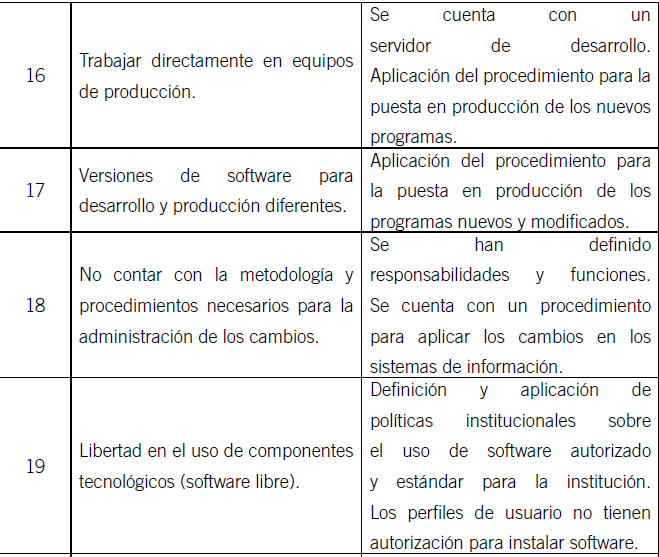 16
Trabajar directamente en equipos
de producción.
Se cuenta con un
servidor de desarrollo.
Aplicación del procedimiento para la
puesta en producción de los nuevos
programas.
17
Versiones de software para
desarrollo y producción diferentes.
Aplicación del procedimiento para
la puesta en producción de los
programas nuevos y modificados.
18
No contar con la metodología y
procedimientos necesarios para la
administración de los cambios.
Se han definido
responsabilidades y funciones.
Se cuenta con un procedimiento
para aplicar los cambios en los
sistemas de información.
19
Libertad en el uso de componentes
tecnológicos (software libre).
Definición y aplicación de
políticas institucionales sobre
el uso de software autorizado
y estándar para la institución.
Los perfiles de usuario no tienen
autorización para instalar software.